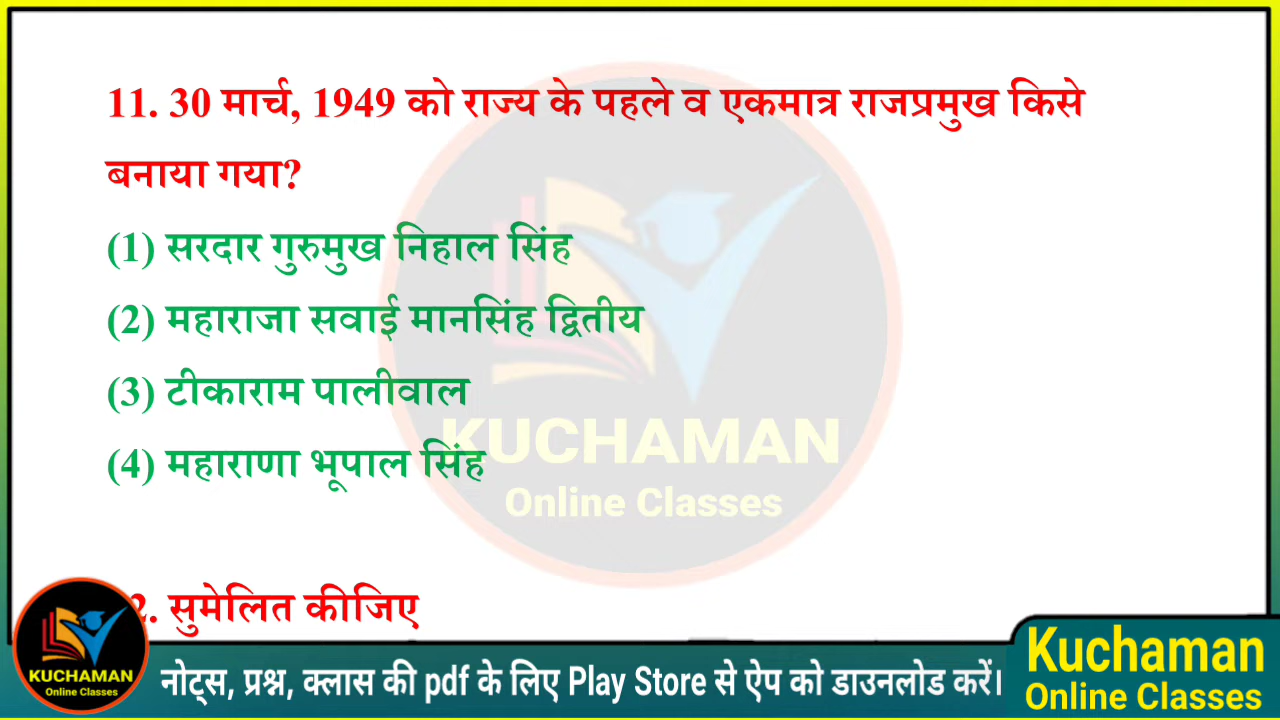 11. 30 मार्च, 1949 को राज्य के पहले व एकमात्र राजप्रमुख किसे
बनाया गया?
(1) सरदार गुरुमुख निहाल सिंह
(2) महाराजा सवाई मानसिंह द्वितीय
(3) टीकाराम पालीवाल
(4) महाराणा भूपाल सिंह
KUCHAMAN
Online Classes
2. सुमेलित कीजिए
KUCHAMAN
Online Classes
नोट्स, प्रश्न, क्लास की pdf के लिए Play Store से ऐप को डाउनलोड करें।
Kuchaman
Online Classes